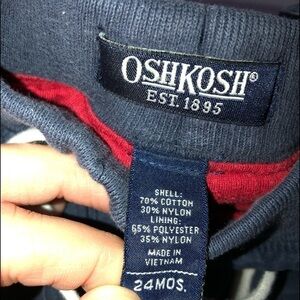 OSHKOSH®
EST. 1895
SHELL:
70% COTTON
30% NYLON
LINING:
65% POLYESTER
35% NYLON
MADE IN
VIETNAM
24MOS.